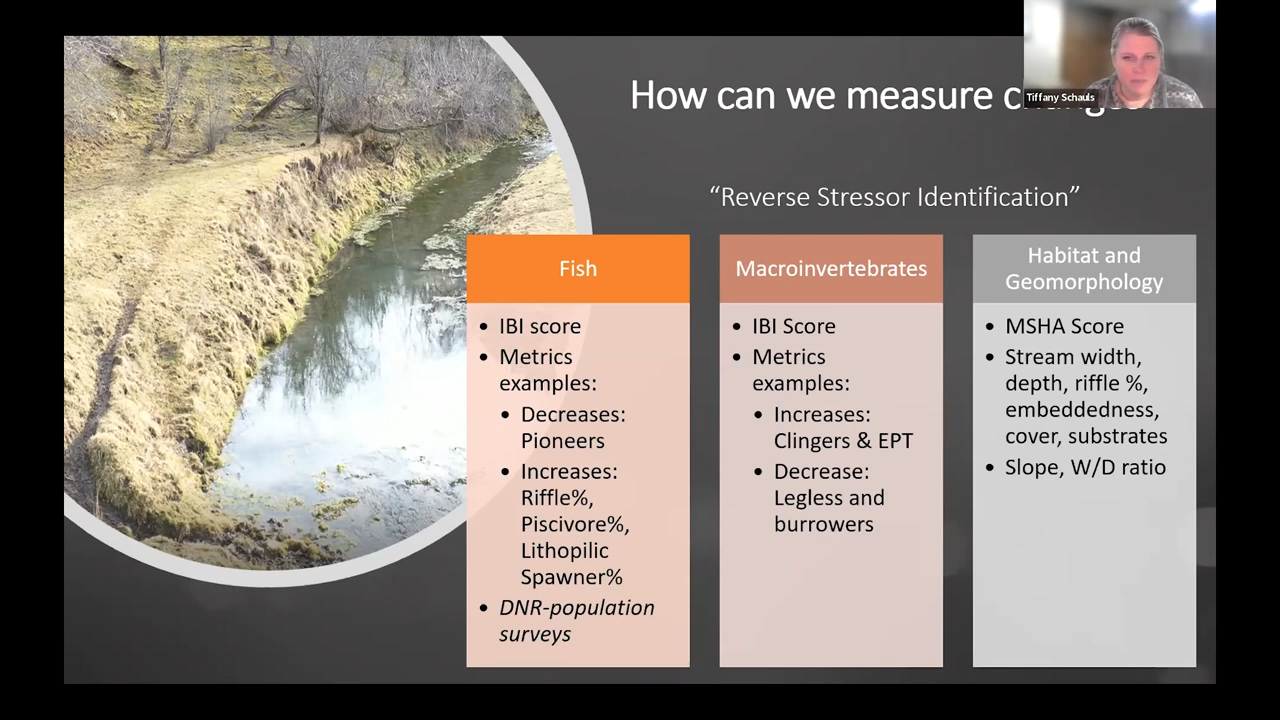 How can we measure
Tiffany Schauls
“Reverse Stressor Identification”
Fish
• IBI score
• Metrics
examples:
• Decreases:
Pioneers
• Increases:
Riffle%,
Piscivore%,
Lithopilic
Spawner%
• DNR-population
surveys
Macroinvertebrates
• IBI Score
• Metrics
examples:
• Increases:
Clingers & EPT
• Decrease:
Legless and
burrowers
Habitat and
Geomorphology
• MSHA Score
• Stream width,
depth, riffle %,
embeddedness,
cover, substrates
• Slope, W/D ratio